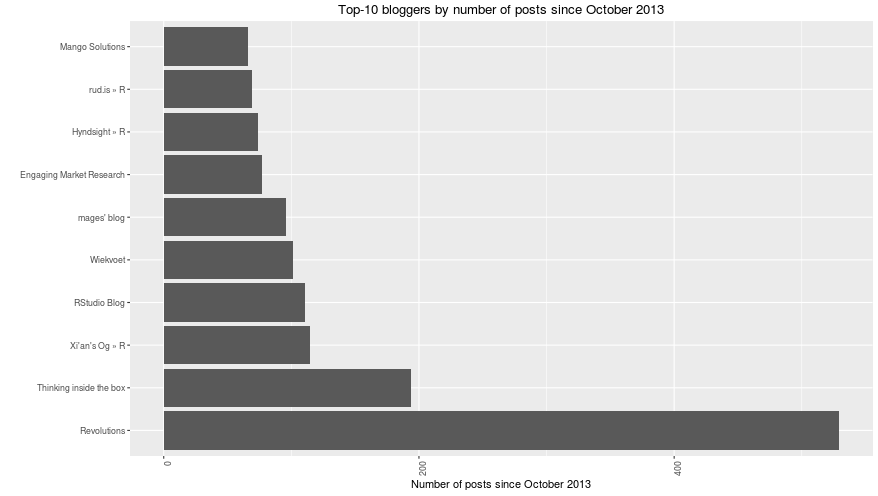 Top-10 bloggers by number of posts since October 2013
Mango Solutions
rud.is » R
Hyndsight » R
Engaging Market Research
mages' blog
Wiekvoet
RStudio Blog
Xi'an's Og » R
Thinking inside the box
Revolutions
0
200
400
Number of posts since October 2013